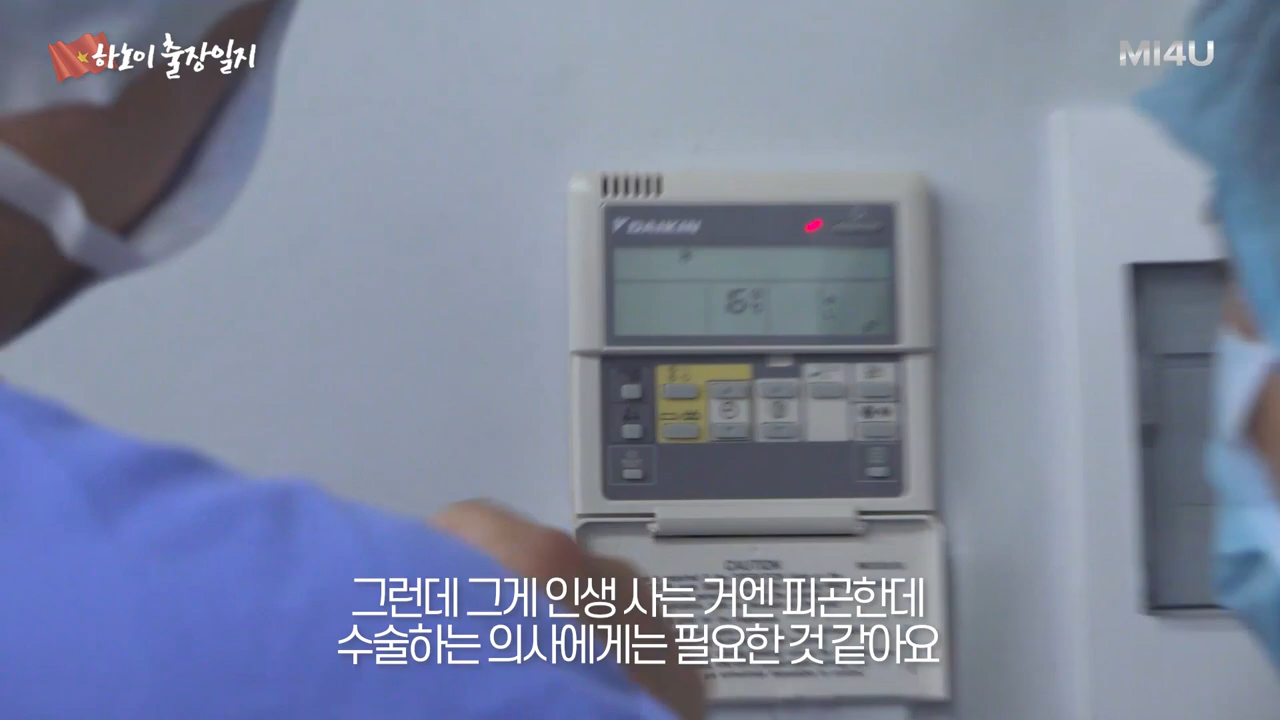 하노이 출장일지
MI4U
DAIKIN
CAUTION
그런데 그게 인생 사는 거엔 피곤한데
수술하는 의사에게는 필요한 것 같아요